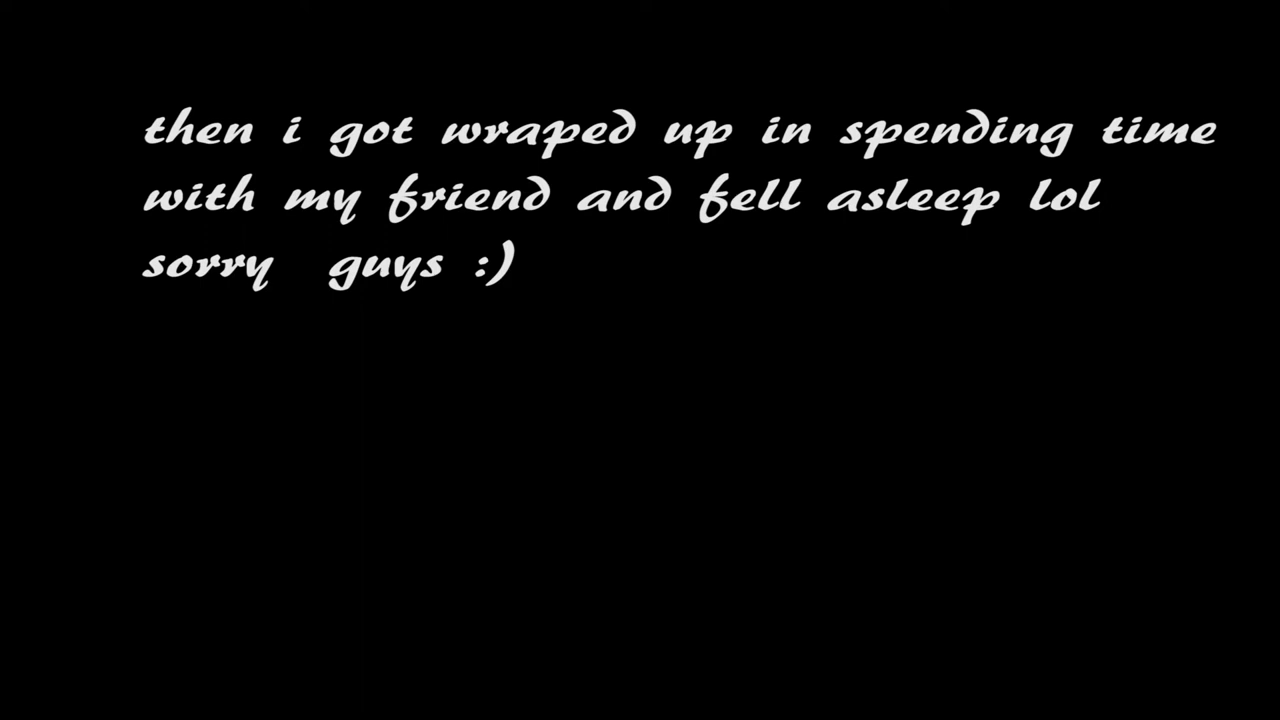 then i got wraped up in spending time
with my friend and fell asleep lol
sorry guys :)